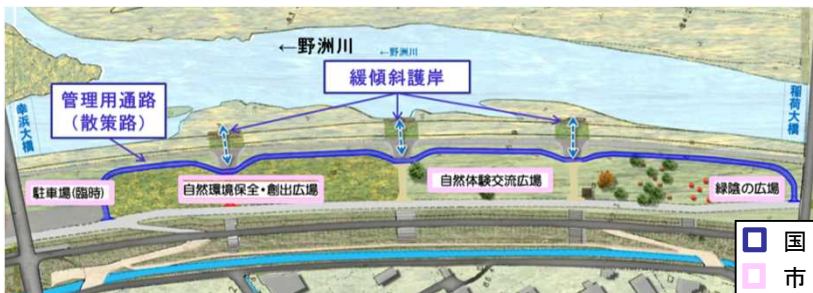 ←野洲川
←野洲川
緩傾斜護岸
管理用通路
(散策路)
幸浜大橋
稲荷大橋
駐車場(臨時)
自然環境保全・創出広場
自然体験交流広場
緑陰の広場
国
市